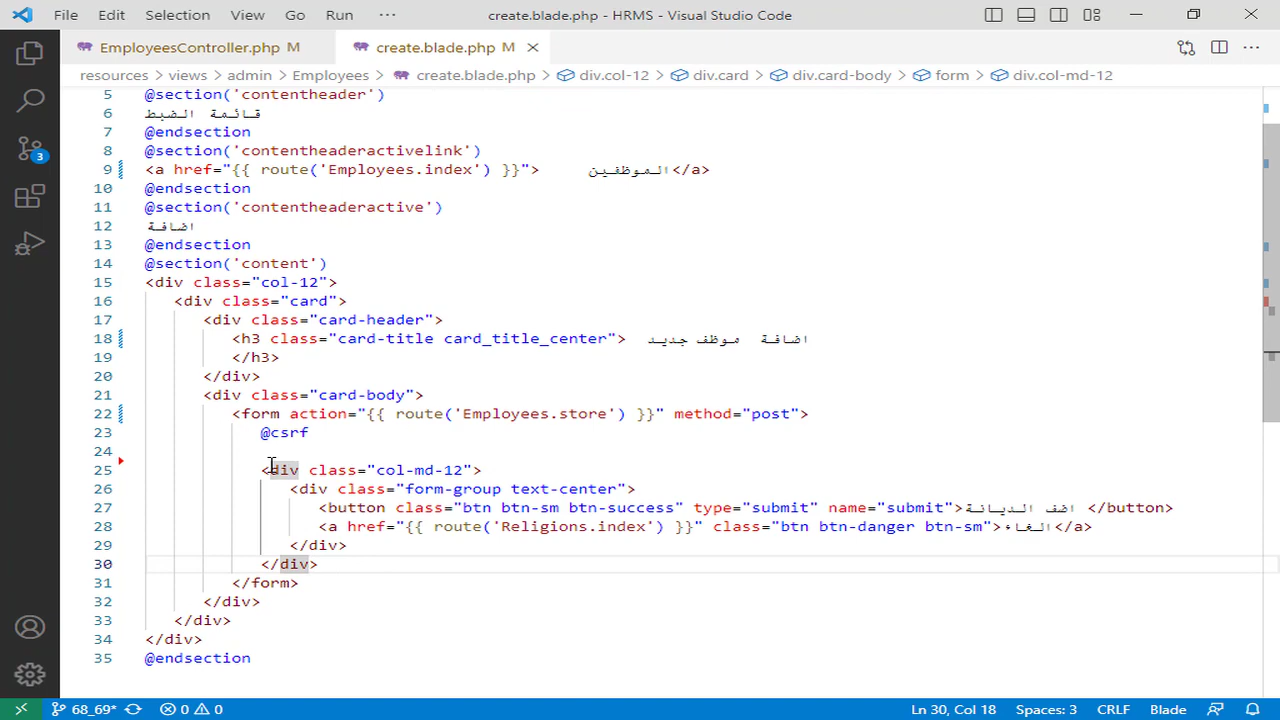 File Edit Selection View Go Run ··· create.blade.php - HRMS - Visual Studio Code
EmployeesController.php M create.blade.php M
resources > views > admin > Employees > create.blade.php > div.col-12 > div.card > div.card-body > form > div.col-md-12
5 @section('contentheader')
6 قائمة الضبط
7 @endsection
8 @section('contentheaderactivelink')
9 <a href="{{ route('Employees.index') }}"> الموظفين</a>
10 @endsection
11 @section('contentheaderactive')
12 اضافة
13 @endsection
14 @section('content')
15 <div class="col-12">
16 <div class="card">
17 <div class="card-header">
18 <h3 class="card-title card_title_center"> اضافة موظف جديد
19 </h3>
20 </div>
21 <div class="card-body">
22 <form action="{{ route('Employees.store') }}" method="post">
23 @csrf
24
25 <div class="col-md-12">
26 <div class="form-group text-center">
27 <button class="btn btn-sm btn-success" type="submit" name="submit">اضف الديانة </button>
28 <a href="{{ route('Religions.index') }}" class="btn btn-danger btn-sm">الغاء</a>
29 </div>
30 </div>
31 </form>
32 </div>
33 </div>
34 </div>
35 @endsection
3
68_69* 0 0 Ln 30, Col 18 Spaces: 3 CRLF Blade